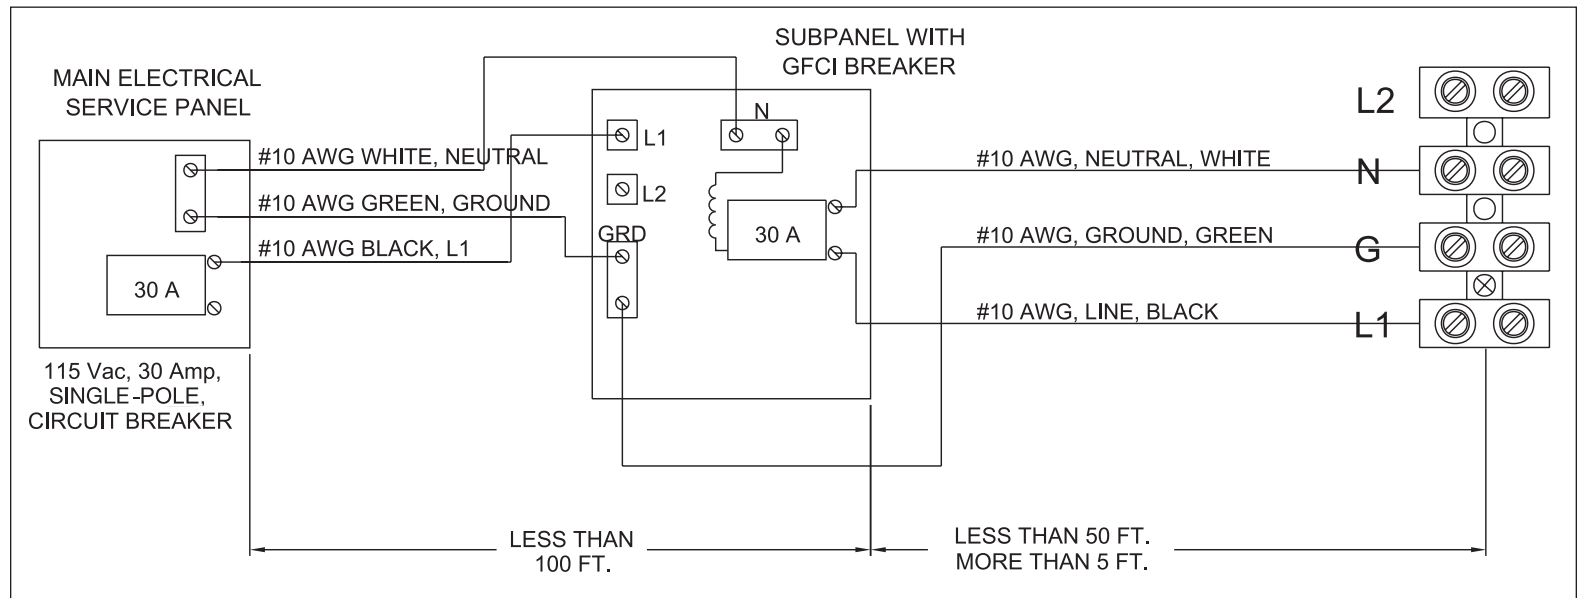 SUBPANEL WITH
GFCI BREAKER
MAIN ELECTRICAL
SERVICE PANEL
L2
N
L1
#10 AWG WHITE, NEUTRAL
#10 AWG, NEUTRAL, WHITE
N
L2
#10 AWG GREEN, GROUND
GRD
30 A
#10 AWG, GROUND, GREEN
G
#10 AWG BLACK, L1
30 A
#10 AWG, LINE, BLACK
L1
115 Vac, 30 Amp,
SINGLE-POLE,
CIRCUIT BREAKER
LESS THAN
100 FT.
LESS THAN 50 FT.
MORE THAN 5 FT.